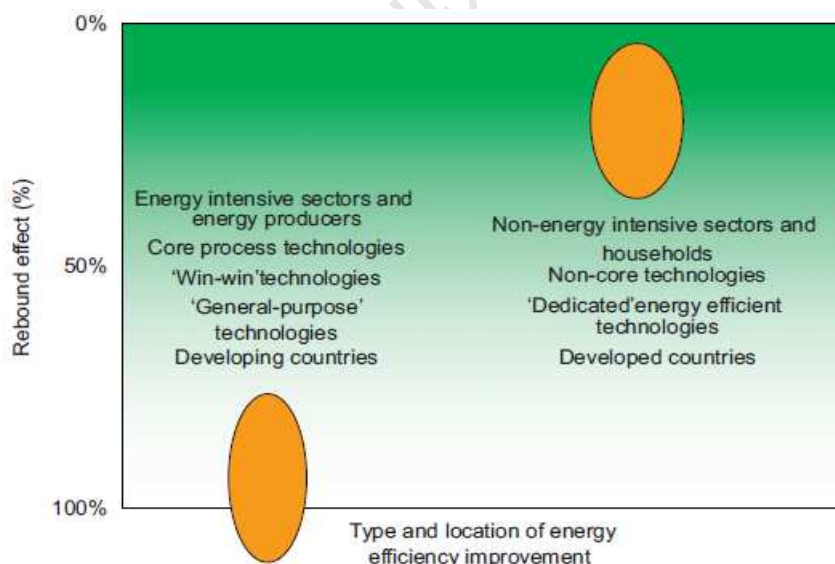 0%
50%
100%
Rebound effect (%)
Energy intensive sectors and
energy producers
Core process technologies
‘Win-win’technologies
‘General-purpose’
technologies
Developing countries
Non-energy intensive sectors and
households
Non-core technologies
‘Dedicated’energy efficient
technologies
Developed countries
Type and location of energy
efficiency improvement